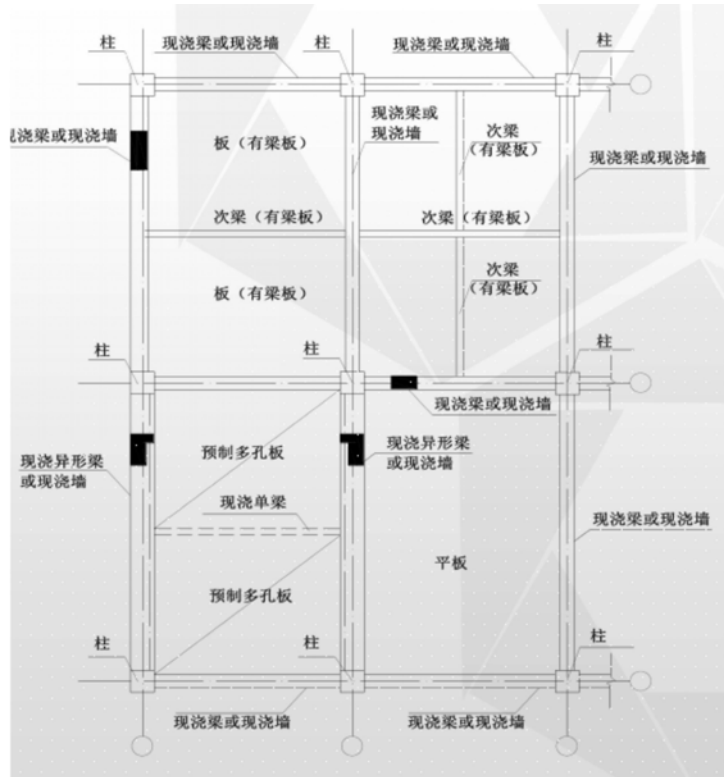 柱
现浇梁或现浇墙
柱
现浇梁或现浇墙
柱
现浇梁或
现浇墙
次梁
(有梁板)
现浇梁或现浇墙
板(有梁板)
现浇梁或现浇墙
次梁(有梁板)
次梁(有梁板)
板(有梁板)
次梁
(有梁板)
柱
柱
柱
现浇梁或现浇墙
预制多孔板
现浇异形梁
或现浇墙
现浇异形梁
或现浇墙
现浇单梁
现浇梁或现浇墙
平板
预制多孔板
柱
柱
柱
现浇梁或现浇墙
现浇梁或现浇墙